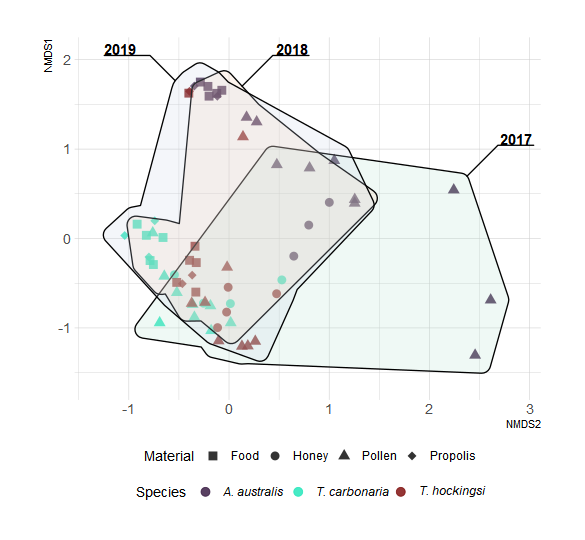 NMDS1
2019
2018
2017
2
1
0
-1
-1
0
1
2
3
NMDS2
Material
Food
Honey
Pollen
Propolis
Species
A. australis
T. carbonaria
T. hockingsi